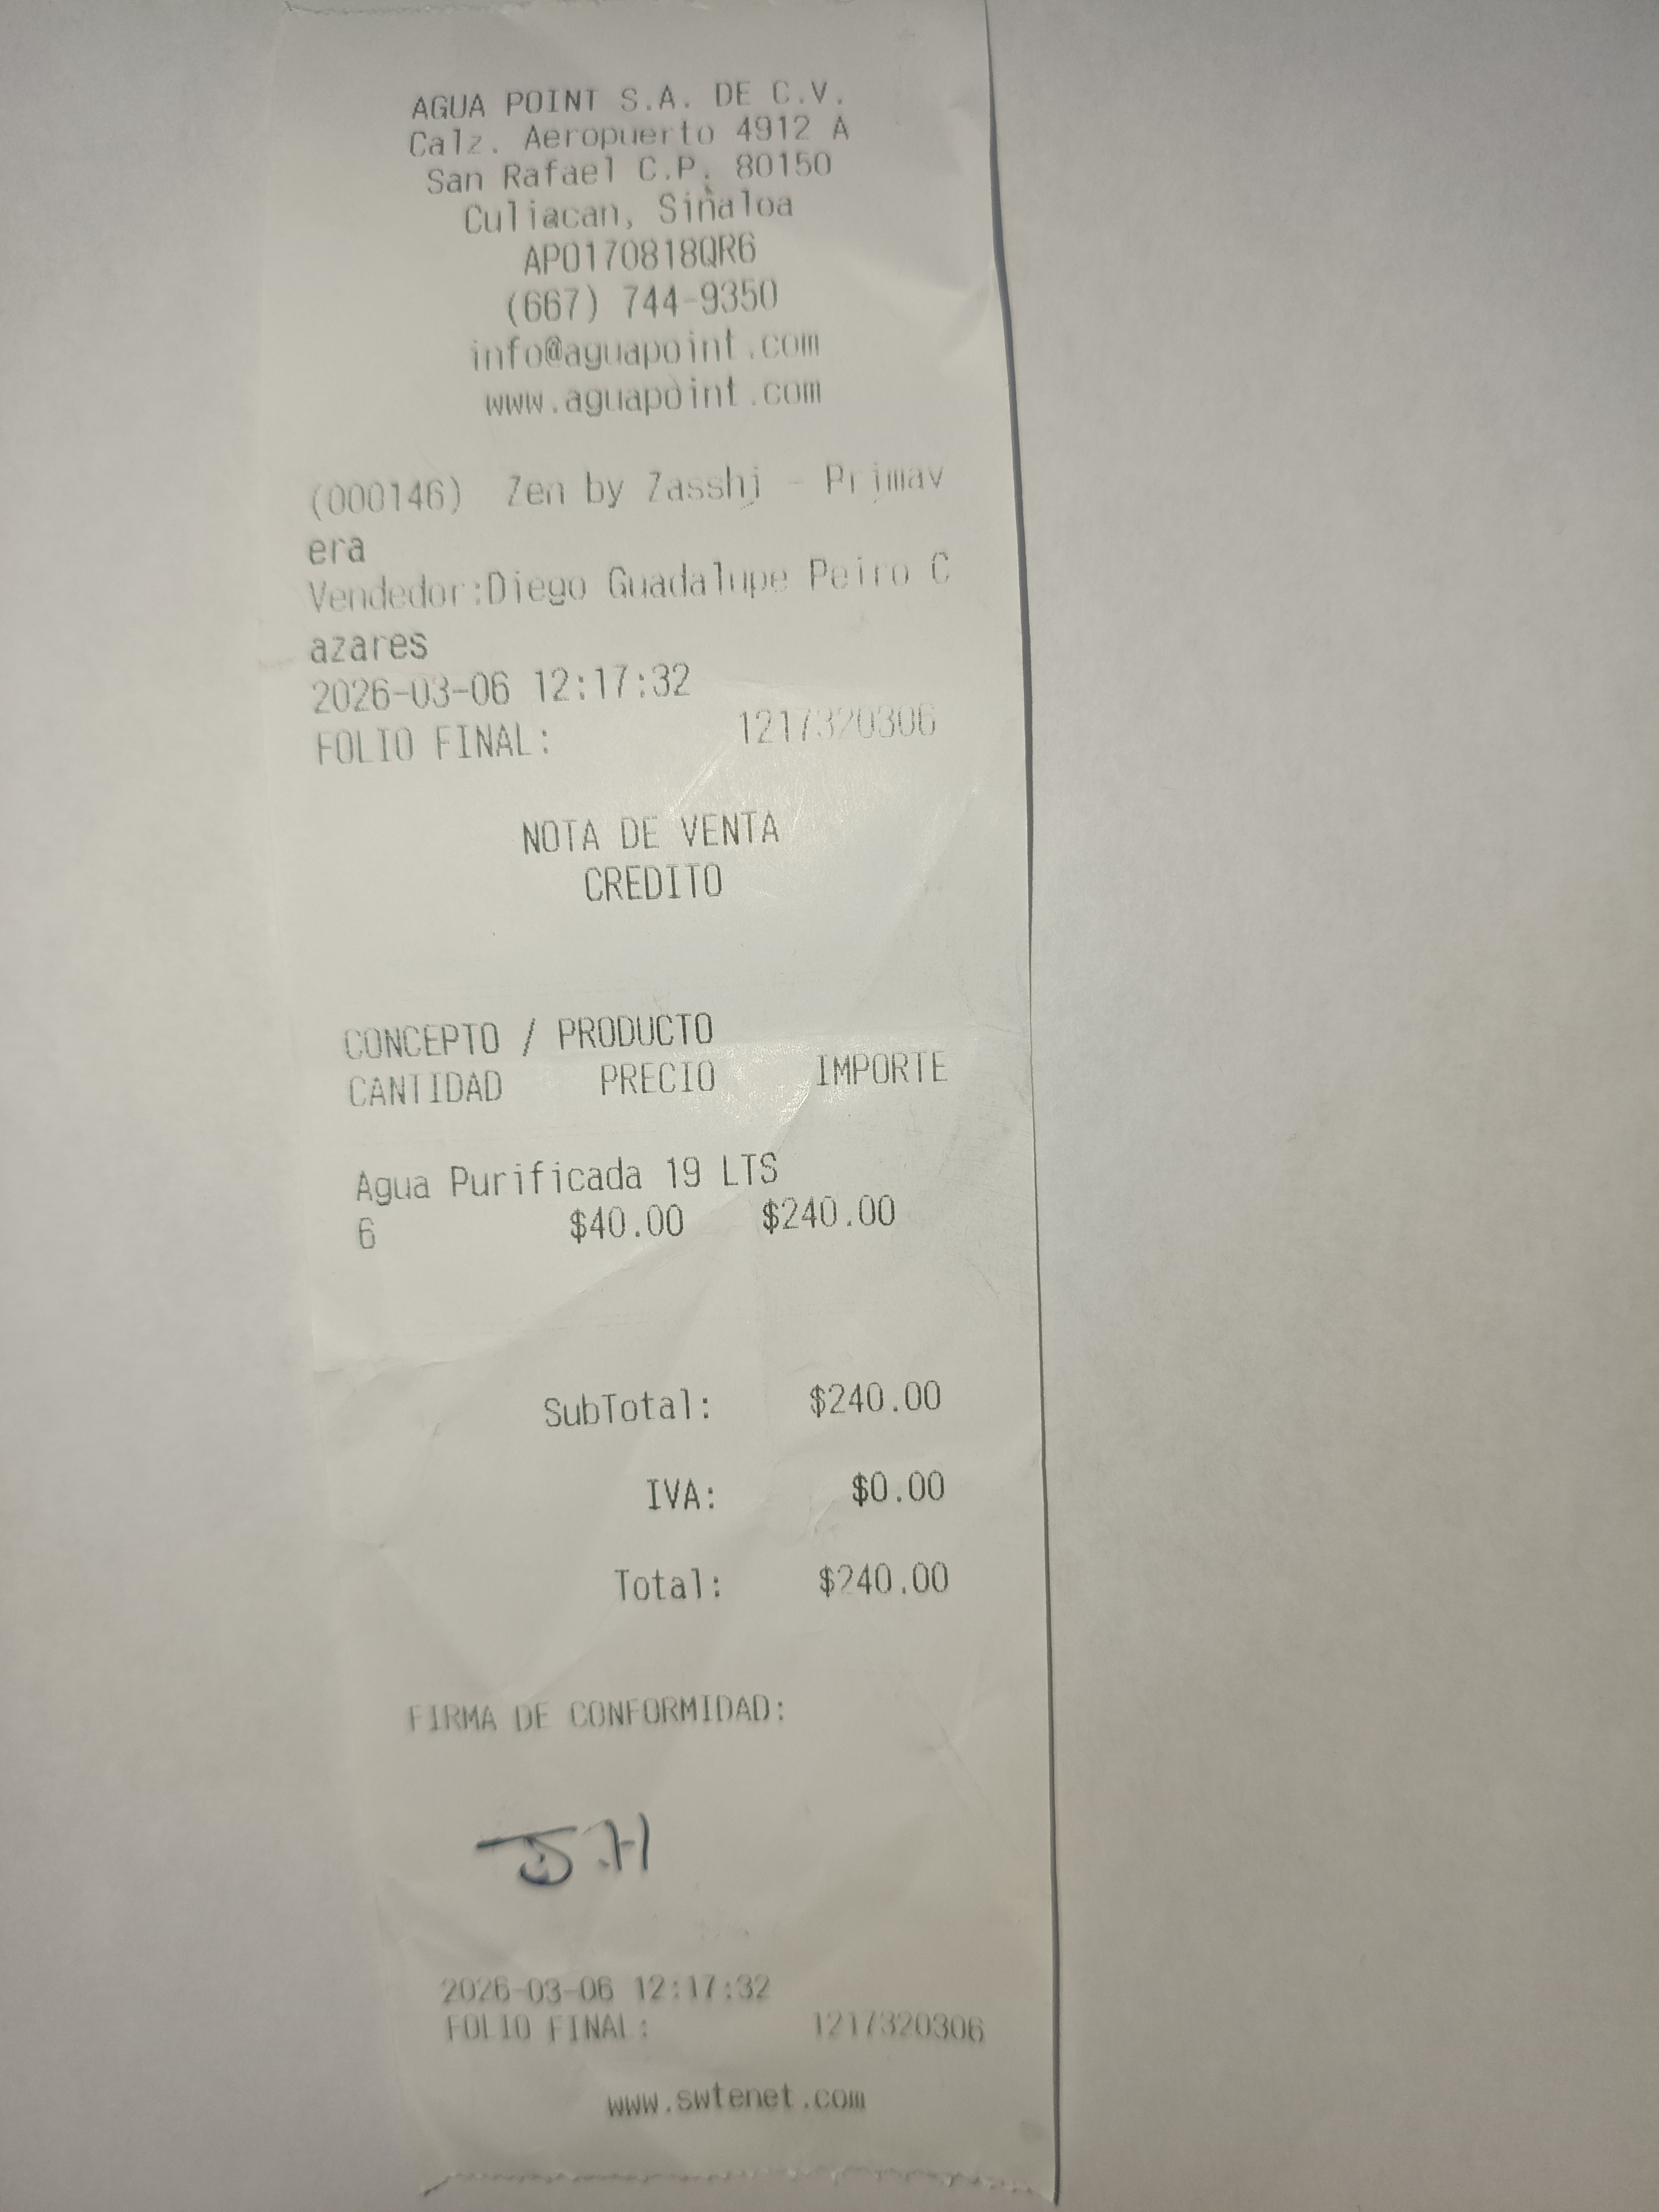 AGUA POINT S.A. DE C.V.
Calz. Aeropuerto 4912 A
San Rafael C.P. 80150
Culiacan, Sinaloa
APO170818QR6
(667) 744-9350
info@aguapoint.com
www.aguapoint.com
(000146) Zen by Zasshi - Primav
era
Vendedor:Diego Guadalupe Peiro C
azares
2026-03-06 12:17:32
FOLIO FINAL: 1217320306
NOTA DE VENTA
CREDITO
CONCEPTO / PRODUCTO
CANTIDAD PRECIO IMPORTE
Agua Purificada 19 LTS
6 $40.00 $240.00
SubTotal: $240.00
IVA: $0.00
Total: $240.00
FIRMA DE CONFORMIDAD:
J.H
2026-03-06 12:17:32
FOLIO FINAL: 1217320306
www.swtenet.com